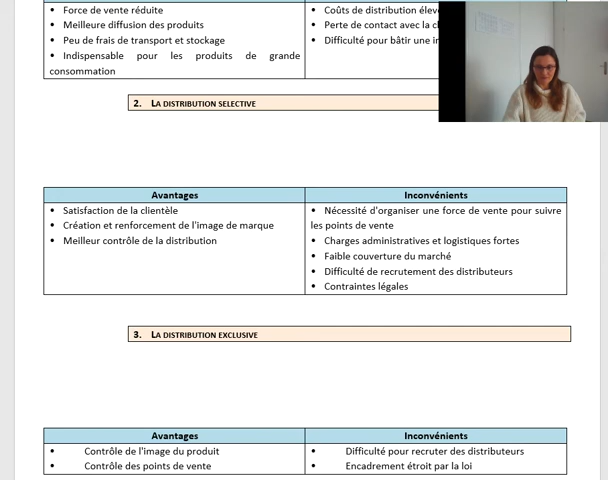 • Force de vente réduite
• Meilleure diffusion des produits
• Peu de frais de transport et stockage
• Indispensable pour les produits de grande
consommation
• Coûts de distribution
• Perte de contact avec la
• Difficulté pour bâtir une
2. LA DISTRIBUTION SELECTIVE
Avantages
• Satisfaction de la clientèle
• Création et renforcement de l'image de marque
• Meilleur contrôle de la distribution
Inconvénients
• Nécessité d'organiser une force de vente pour suivre
les points de vente
• Charges administratives et logistiques fortes
• Faible couverture du marché
• Difficulté de recrutement des distributeurs
• Contraintes légales
3. LA DISTRIBUTION EXCLUSIVE
Avantages
• Contrôle de l'image du produit
• Contrôle des points de vente
Inconvénients
• Difficulté pour recruter des distributeurs
• Encadrement étroit par la loi